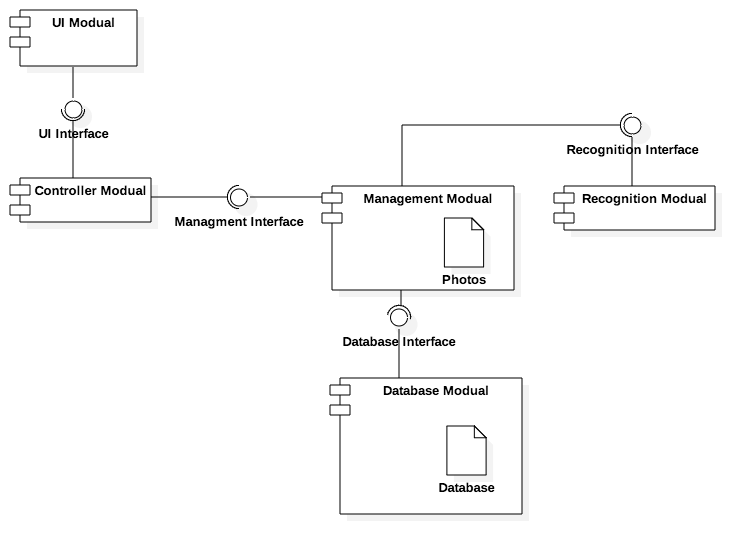 UI Modual
UI Interface
Recognition Interface
Controller Modual
Managment Interface
Management Modual
Recognition Modual
Photos
Database Interface
Database Modual
Database